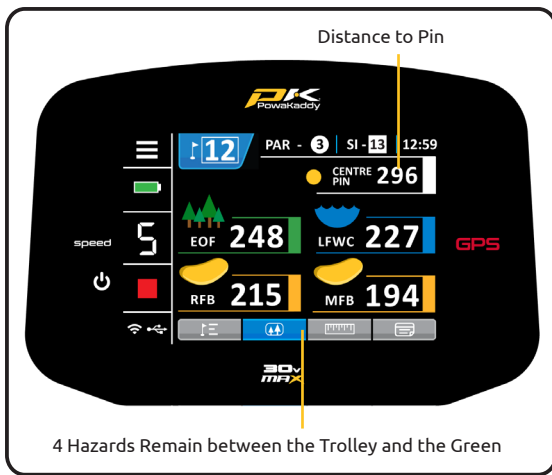 Distance to Pin
PK
PowaKaddy
12 PAR - 3 SI - 13 12:59
CENTRE PIN 296
speed 5 GPS
EOF 248 LFWC 227
RFB 215 MFB 194
30v
MAX
4 Hazards Remain between the Trolley and the Green